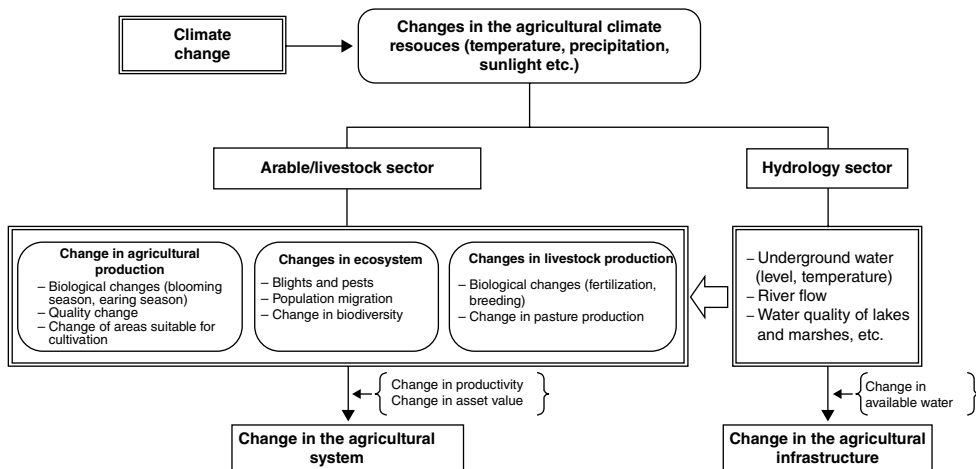 Climate
change
Changes in the agricultural climate
resouces (temperature, precipitation,
sunlight etc.)
Arable/livestock sector
Hydrology sector
Change in agricultural
production
– Biological changes (blooming
season, earing season)
– Quality change
– Change of areas suitable for
cultivation
Changes in ecosystem
– Blights and pests
– Population migration
– Change in biodiversity
Changes in livestock production
– Biological changes (fertilization,
breeding)
– Change in pasture production
– Underground water
(level, temperature)
– River flow
– Water quality of lakes
and marshes, etc.
Change in productivity
Change in asset value
Change in
available water
Change in the agricultural
system
Change in the agricultural
infrastructure